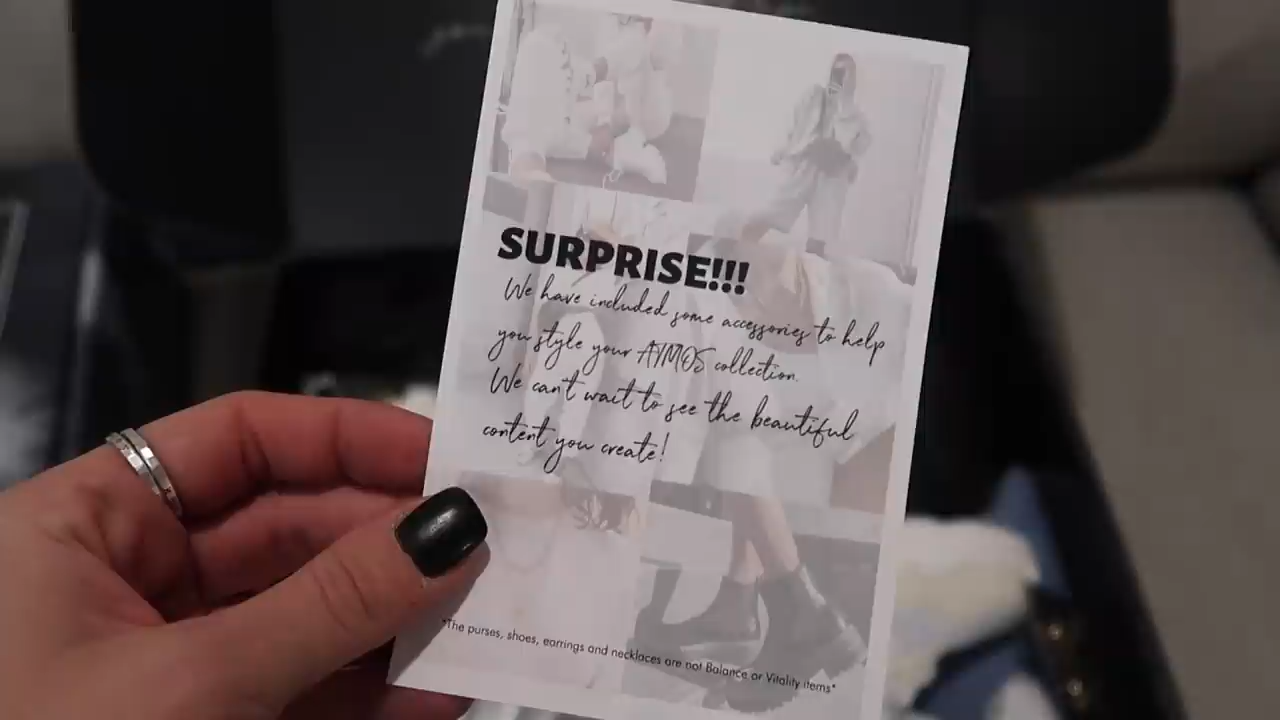 SURPRISE!!!
We have included some accessories to help
you style your AYMOS collection.
We can't wait to see the beautiful
content you create!
*The purses, shoes, earrings and necklaces are not Balance or Vitality items*